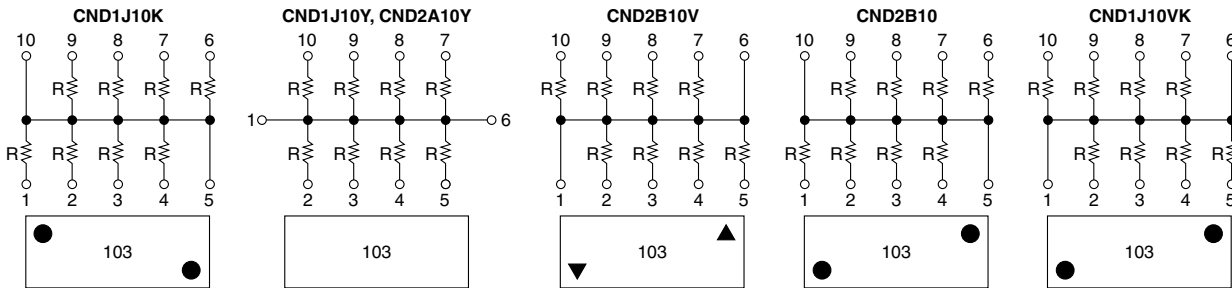 CND1J10K
10 9 8 7 6
R R R R
R R R R
1 2 3 4 5
103
CND1J10Y, CND2A10Y
10 9 8 7
R R R R
1 6
R R R R
2 3 4 5
103
CND2B10V
10 9 8 7 6
R R R R
R R R R
1 2 3 4 5
103
CND2B10
10 9 8 7 6
R R R R
R R R R
1 2 3 4 5
103
CND1J10VK
10 9 8 7 6
R R R R
R R R R
1 2 3 4 5
103